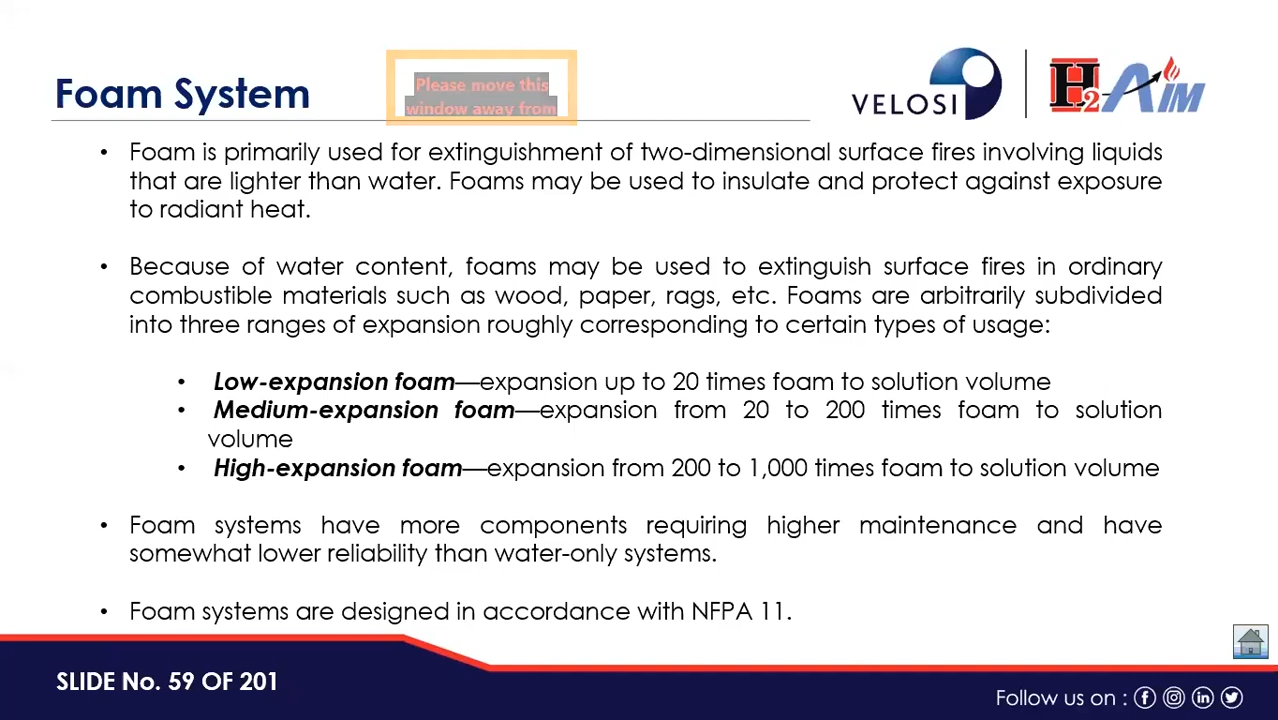 Foam System
Please move this
window away from
VELOSI
H2AIM
• Foam is primarily used for extinguishment of two-dimensional surface fires involving liquids
that are lighter than water. Foams may be used to insulate and protect against exposure
to radiant heat.
• Because of water content, foams may be used to extinguish surface fires in ordinary
combustible materials such as wood, paper, rags, etc. Foams are arbitrarily subdivided
into three ranges of expansion roughly corresponding to certain types of usage:
• Low-expansion foam—expansion up to 20 times foam to solution volume
• Medium-expansion foam—expansion from 20 to 200 times foam to solution
volume
• High-expansion foam—expansion from 200 to 1,000 times foam to solution volume
• Foam systems have more components requiring higher maintenance and have
somewhat lower reliability than water-only systems.
• Foam systems are designed in accordance with NFPA 11.
SLIDE No. 59 OF 201
Follow us on :